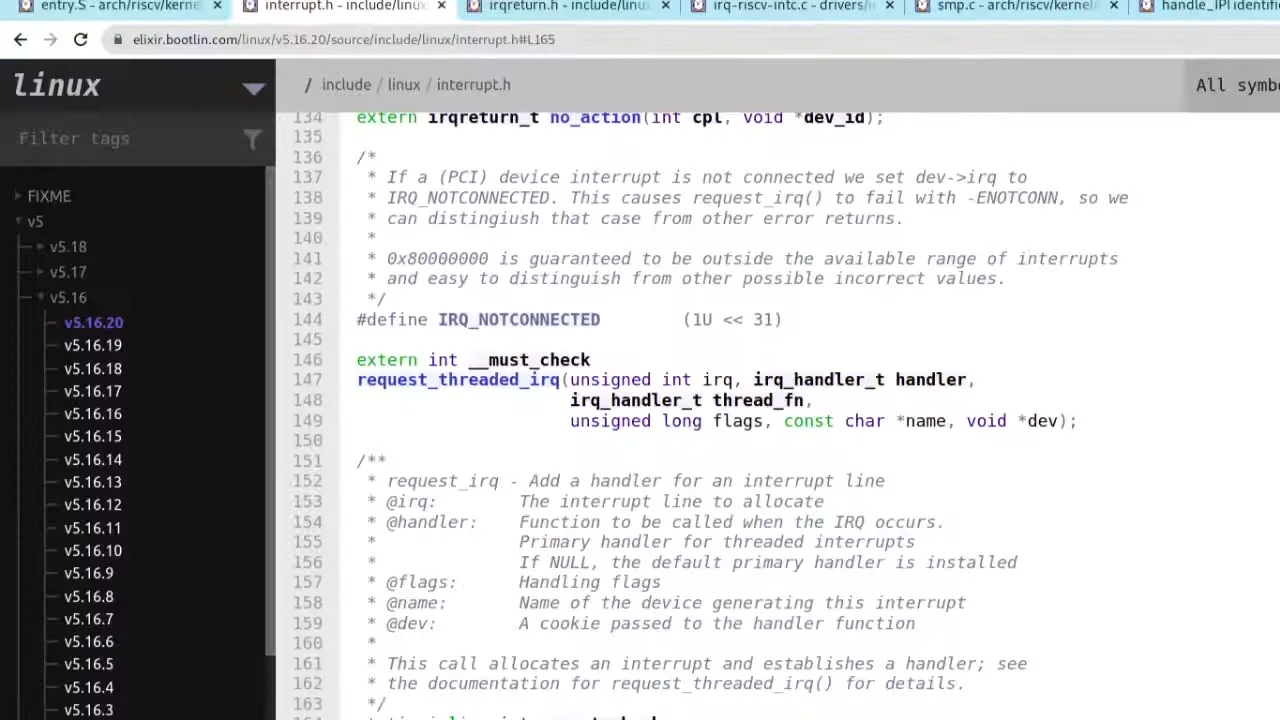 entry.S - arch/riscv/kerne × interrupt.h - include/linux × irqreturn.h - include/linu × irq-riscv-intc.c - drivers/i × smp.c - arch/riscv/kernel × handle_IPI identifi
elixir.bootlin.com/linux/v5.16.20/source/include/linux/interrupt.h#L165
linux
/ include / linux / interrupt.h
All symb
Filter tags
FIXME
v5
v5.18
v5.17
v5.16
v5.16.20
v5.16.19
v5.16.18
v5.16.17
v5.16.16
v5.16.15
v5.16.14
v5.16.13
v5.16.12
v5.16.11
v5.16.10
v5.16.9
v5.16.8
v5.16.7
v5.16.6
v5.16.5
v5.16.4
v5.16.3
134 extern irqreturn_t no_action(int cpl, void *dev_id);
135
136 /*
137 * If a (PCI) device interrupt is not connected we set dev->irq to
138 * IRQ_NOTCONNECTED. This causes request_irq() to fail with -ENOTCONN, so we
139 * can distingiush that case from other error returns.
140 *
141 * 0x80000000 is guaranteed to be outside the available range of interrupts
142 * and easy to distinguish from other possible incorrect values.
143 */
144 #define IRQ_NOTCONNECTED (1U << 31)
145
146 extern int __must_check
147 request_threaded_irq(unsigned int irq, irq_handler_t handler,
148 irq_handler_t thread_fn,
149 unsigned long flags, const char *name, void *dev);
150
151 /**
152 * request_irq - Add a handler for an interrupt line
153 * @irq: The interrupt line to allocate
154 * @handler: Function to be called when the IRQ occurs.
155 * Primary handler for threaded interrupts
156 * If NULL, the default primary handler is installed
157 * @flags: Handling flags
158 * @name: Name of the device generating this interrupt
159 * @dev: A cookie passed to the handler function
160 *
161 * This call allocates an interrupt and establishes a handler; see
162 * the documentation for request_threaded_irq() for details.
163 */